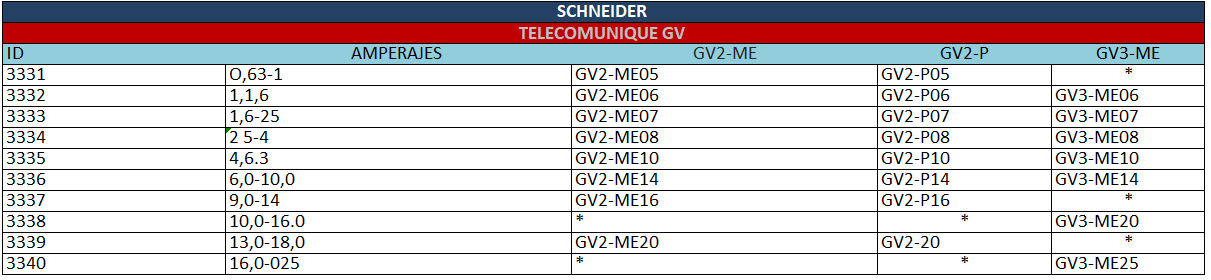 SCHNEIDER
TELECOMUNIQUE GV
ID AMPERAJES GV2-ME GV2-P GV3-ME
3331 O,63-1 GV2-ME05 GV2-P05 *
3332 1,1,6 GV2-ME06 GV2-P06 GV3-ME06
3333 1,6-25 GV2-ME07 GV2-P07 GV3-ME07
3334 2 5-4 GV2-ME08 GV2-P08 GV3-ME08
3335 4,6.3 GV2-ME10 GV2-P10 GV3-ME10
3336 6,0-10,0 GV2-ME14 GV2-P14 GV3-ME14
3337 9,0-14 GV2-ME16 GV2-P16 *
3338 10,0-16.0 * * GV3-ME20
3339 13,0-18,0 GV2-ME20 GV2-20 *
3340 16,0-025 * * GV3-ME25